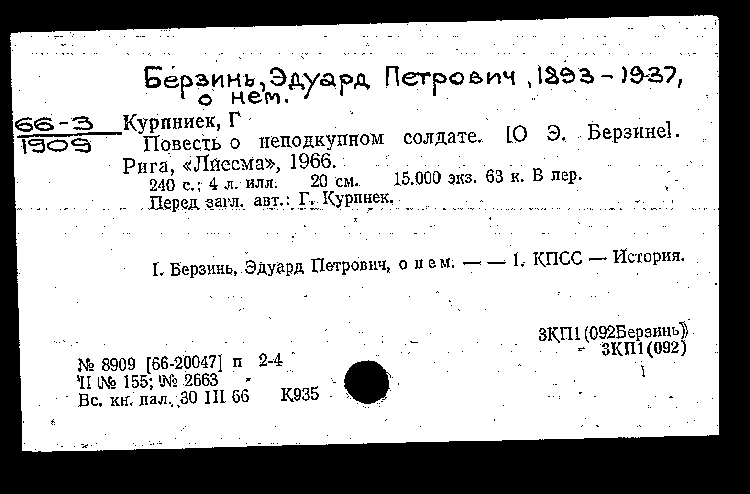 Берзинь, Эдуард Петрович, 1893-1937,
о нем.
66-3
1909
Курпниек, Г
Повесть о неподкупном солдате. [О Э. Берзине].
Рига, «Лиесма», 1966.
240 с.; 4 л. илл. 20 см. 15.000 экз. 63 к. В пер.
Перед загл. авт.: Г. Курпнек.
I. Берзинь, Эдуард Петрович, о нем. — — 1. КПСС — История.
ЗКП1(092Берзинь)
ЗКП1(092)
№ 8909 [66-20047] п 2-4
II № 155; № 2663
Вс. кн. пал. 30 III 66 К935